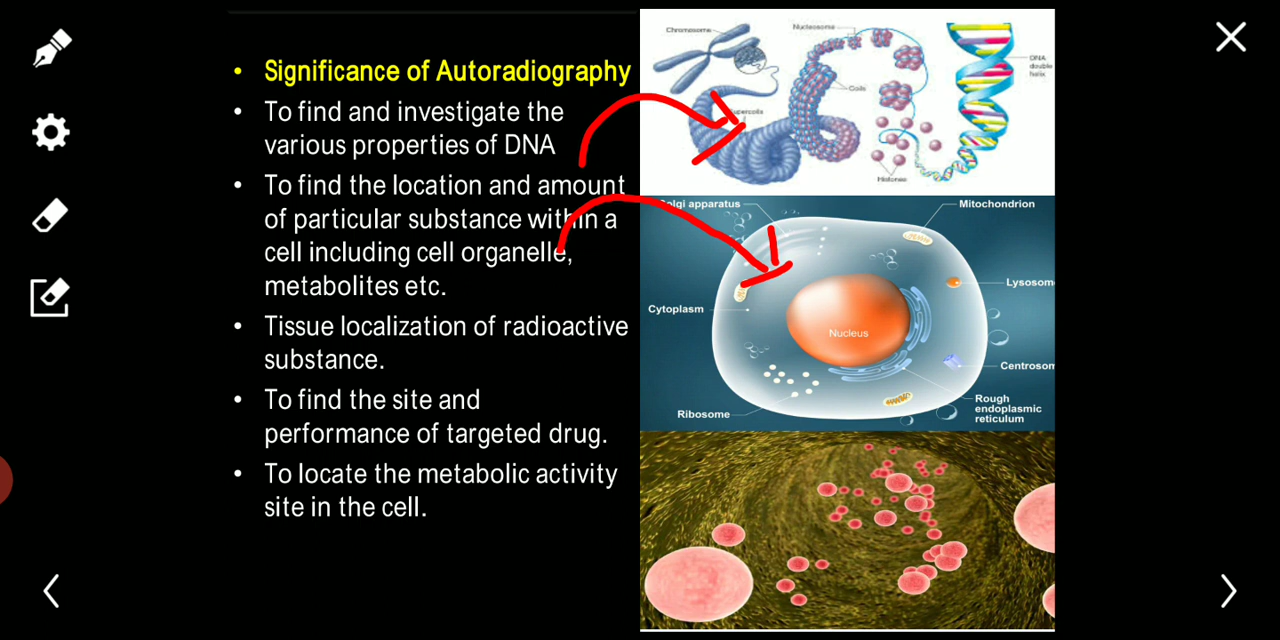 Significance of Autoradiography
To find and investigate the
various properties of DNA
To find the location and amount
of particular substance within a
cell including cell organelle,
metabolites etc.
Tissue localization of radioactive
substance.
To find the site and
performance of targeted drug.
To locate the metabolic activity
site in the cell.
Chromosome
Nucleosome
DNA
double
helix
Coils
Supercoils
Histones
Golgi apparatus
Mitochondrion
Lysosom
Cytoplasm
Nucleus
Centrosom
Ribosome
Rough
endoplasmic
reticulum